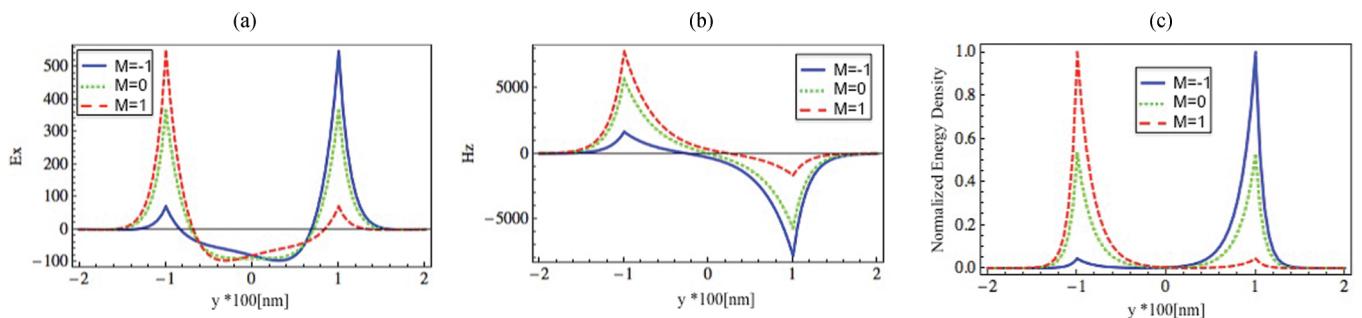 (a)
(b)
(c)
Ex
500
400
300
200
100
0
−100
−2
−1
0
1
2
y *100[nm]
M=-1
M=0
M=1
Hz
5000
0
−5000
−2
−1
0
1
2
y *100[nm]
M=-1
M=0
M=1
Normalized Energy Density
1.0
0.8
0.6
0.4
0.2
0.0
−2
−1
0
1
2
y *100[nm]
M=-1
M=0
M=1